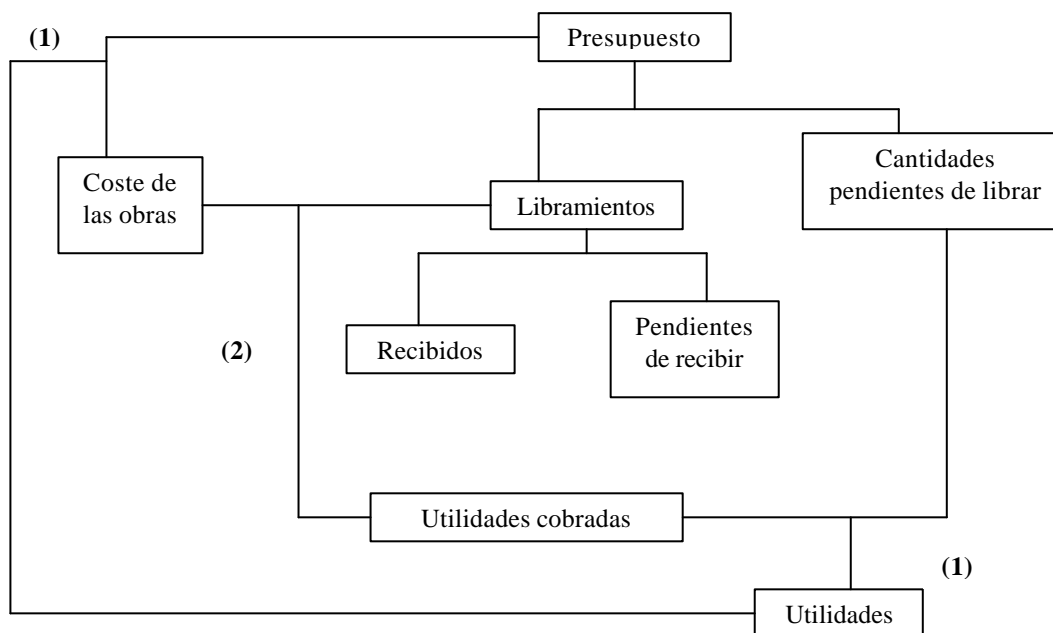 (1)
Presupuesto
Coste de
las obras
Libramientos
Cantidades
pendientes de librar
(2)
Recibidos
Pendientes
de recibir
Utilidades cobradas
(1)
Utilidades